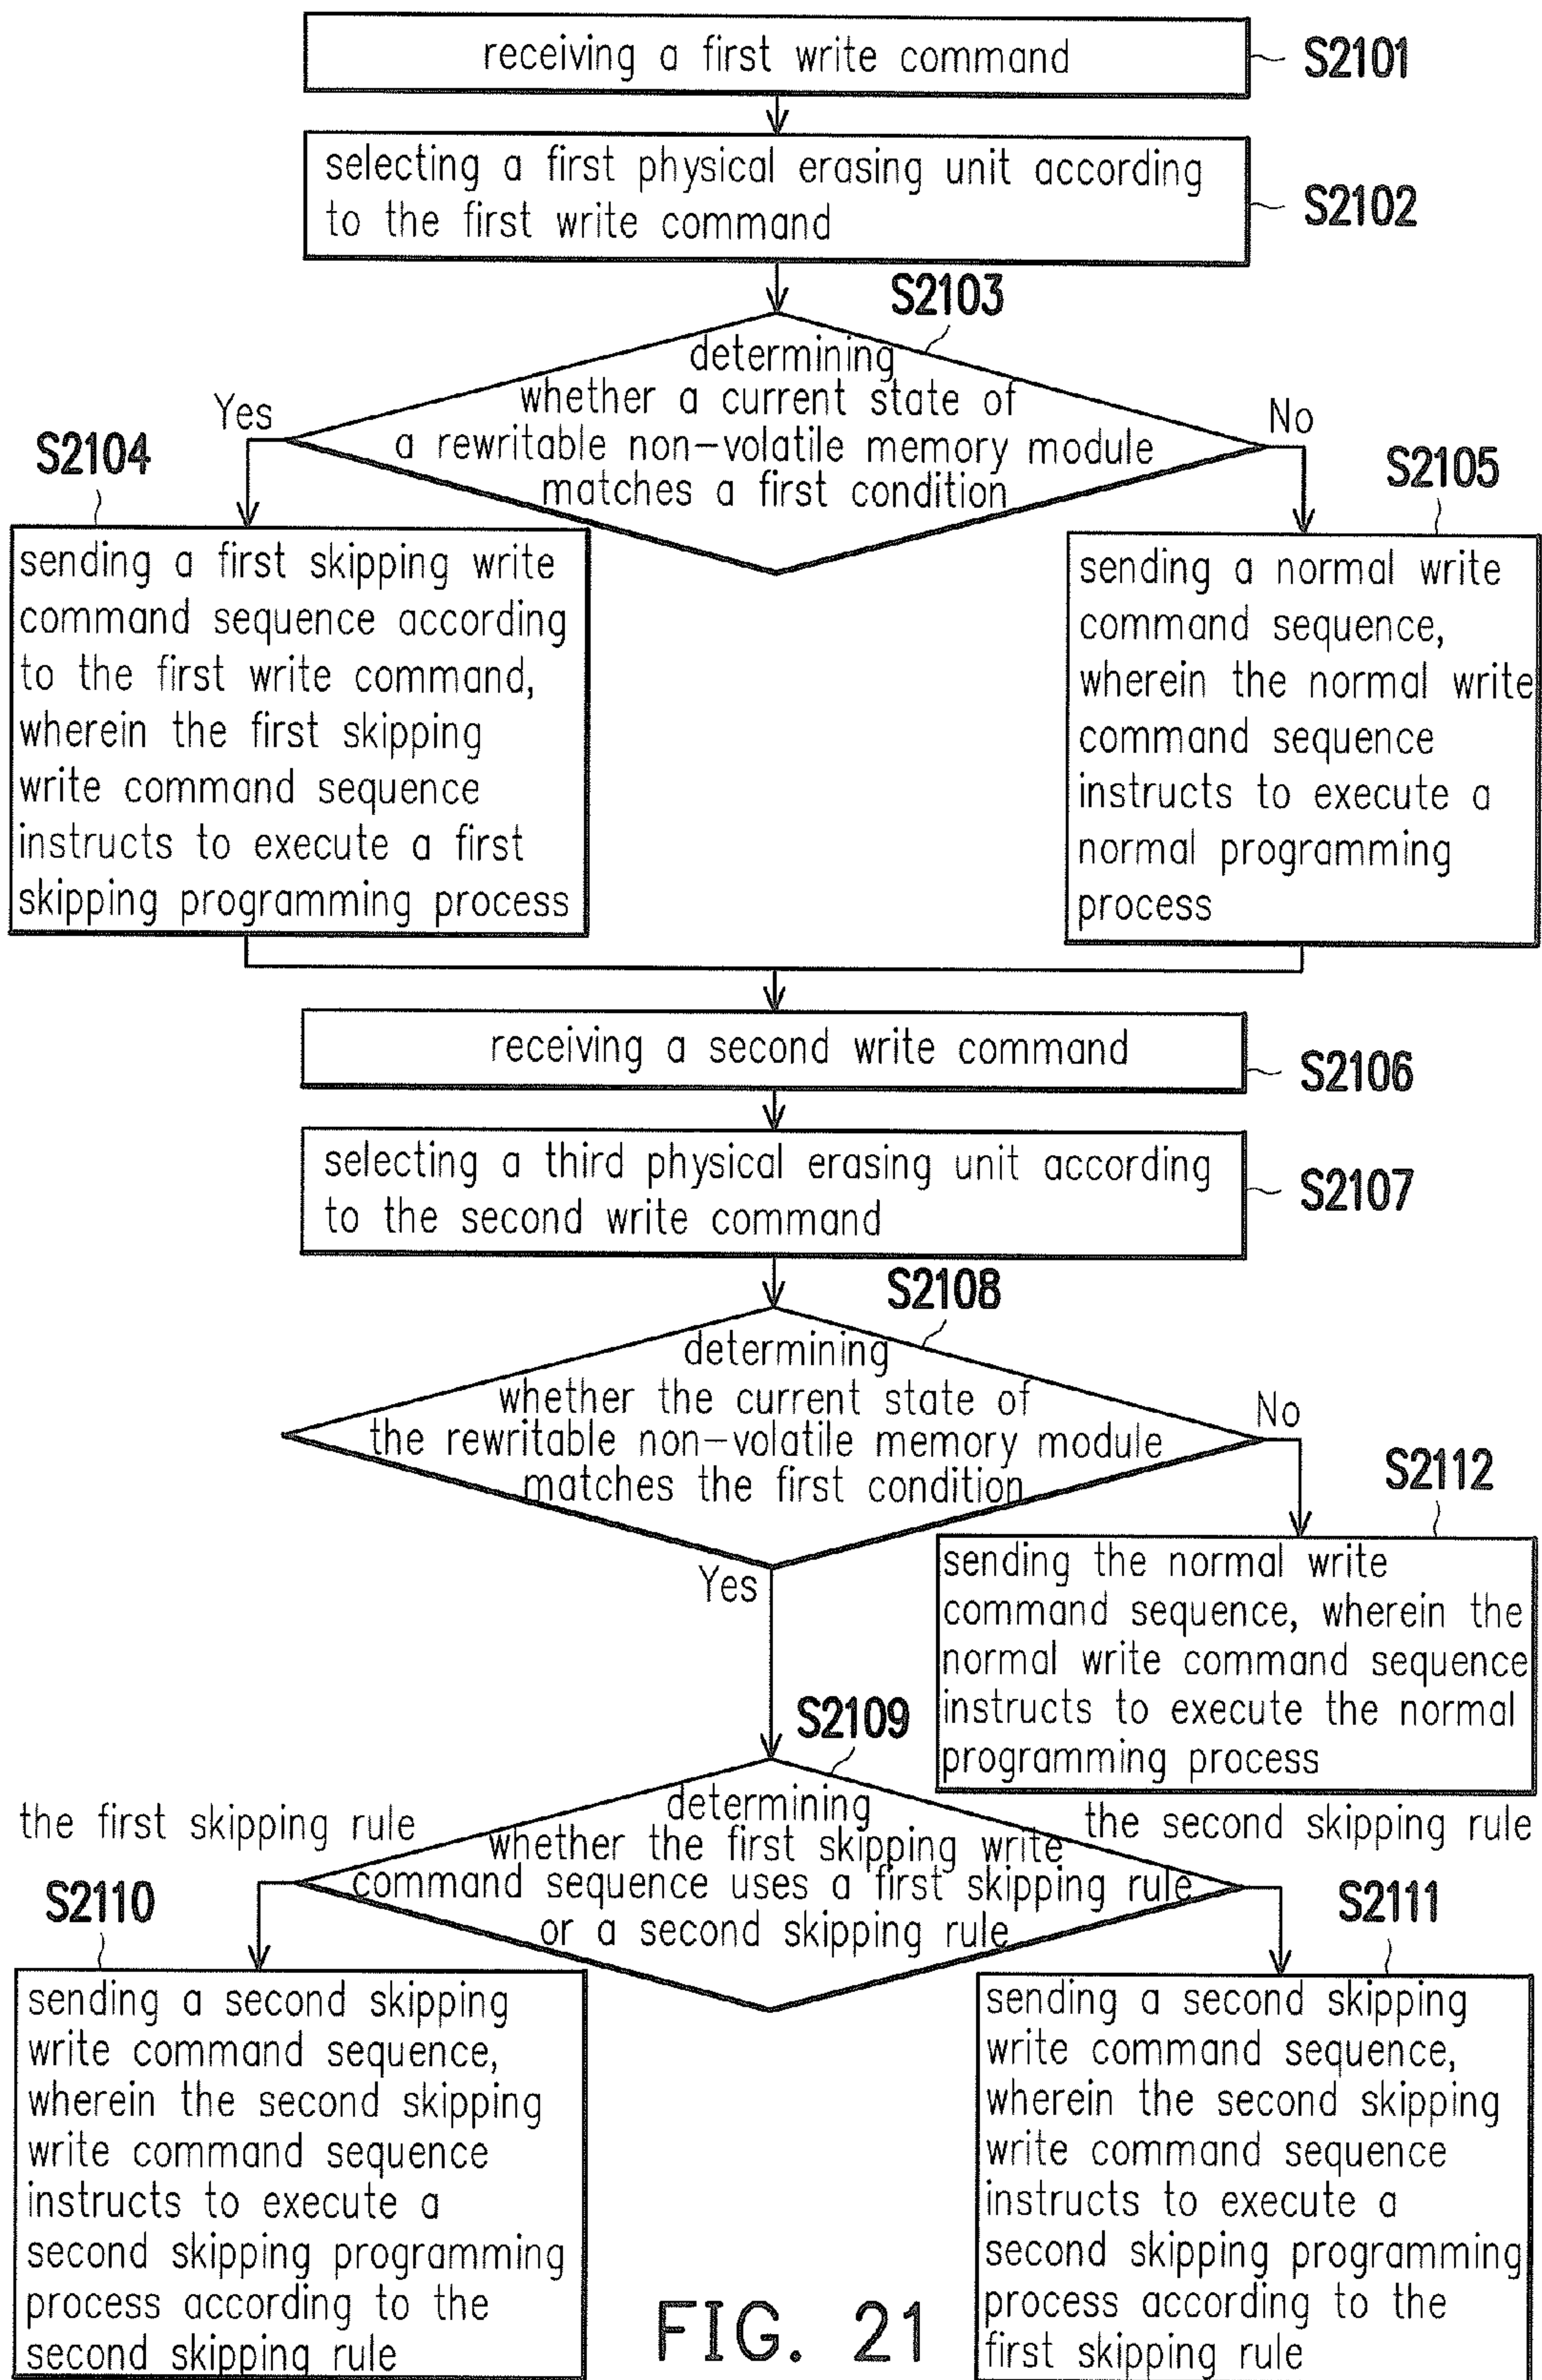 receiving a first write command
S2101
selecting a first physical erasing unit according
to the first write command
S2102
S2103
determining
whether a current state of
a rewritable non-volatile memory module
matches a first condition
Yes
No
S2104
sending a first skipping write
command sequence according
to the first write command,
wherein the first skipping
write command sequence
instructs to execute a first
skipping programming process
S2105
sending a normal write
command sequence,
wherein the normal write
command sequence
instructs to execute a
normal programming
process
receiving a second write command
S2106
selecting a third physical erasing unit according
to the second write command
S2107
S2108
determining
whether the current state of
the rewritable non-volatile memory module
matches the first condition
No
Yes
S2112
sending the normal write
command sequence, wherein the
normal write command sequence
instructs to execute the normal
programming process
S2109
determining
whether the first skipping write
command sequence uses a first skipping rule
or a second skipping rule
the first skipping rule
the second skipping rule
S2110
sending a second skipping
write command sequence,
wherein the second skipping
write command sequence
instructs to execute a
second skipping programming
process according to the
second skipping rule
S2111
sending a second skipping
write command sequence,
wherein the second skipping
write command sequence
instructs to execute a
second skipping programming
process according to the
first skipping rule
FIG. 21